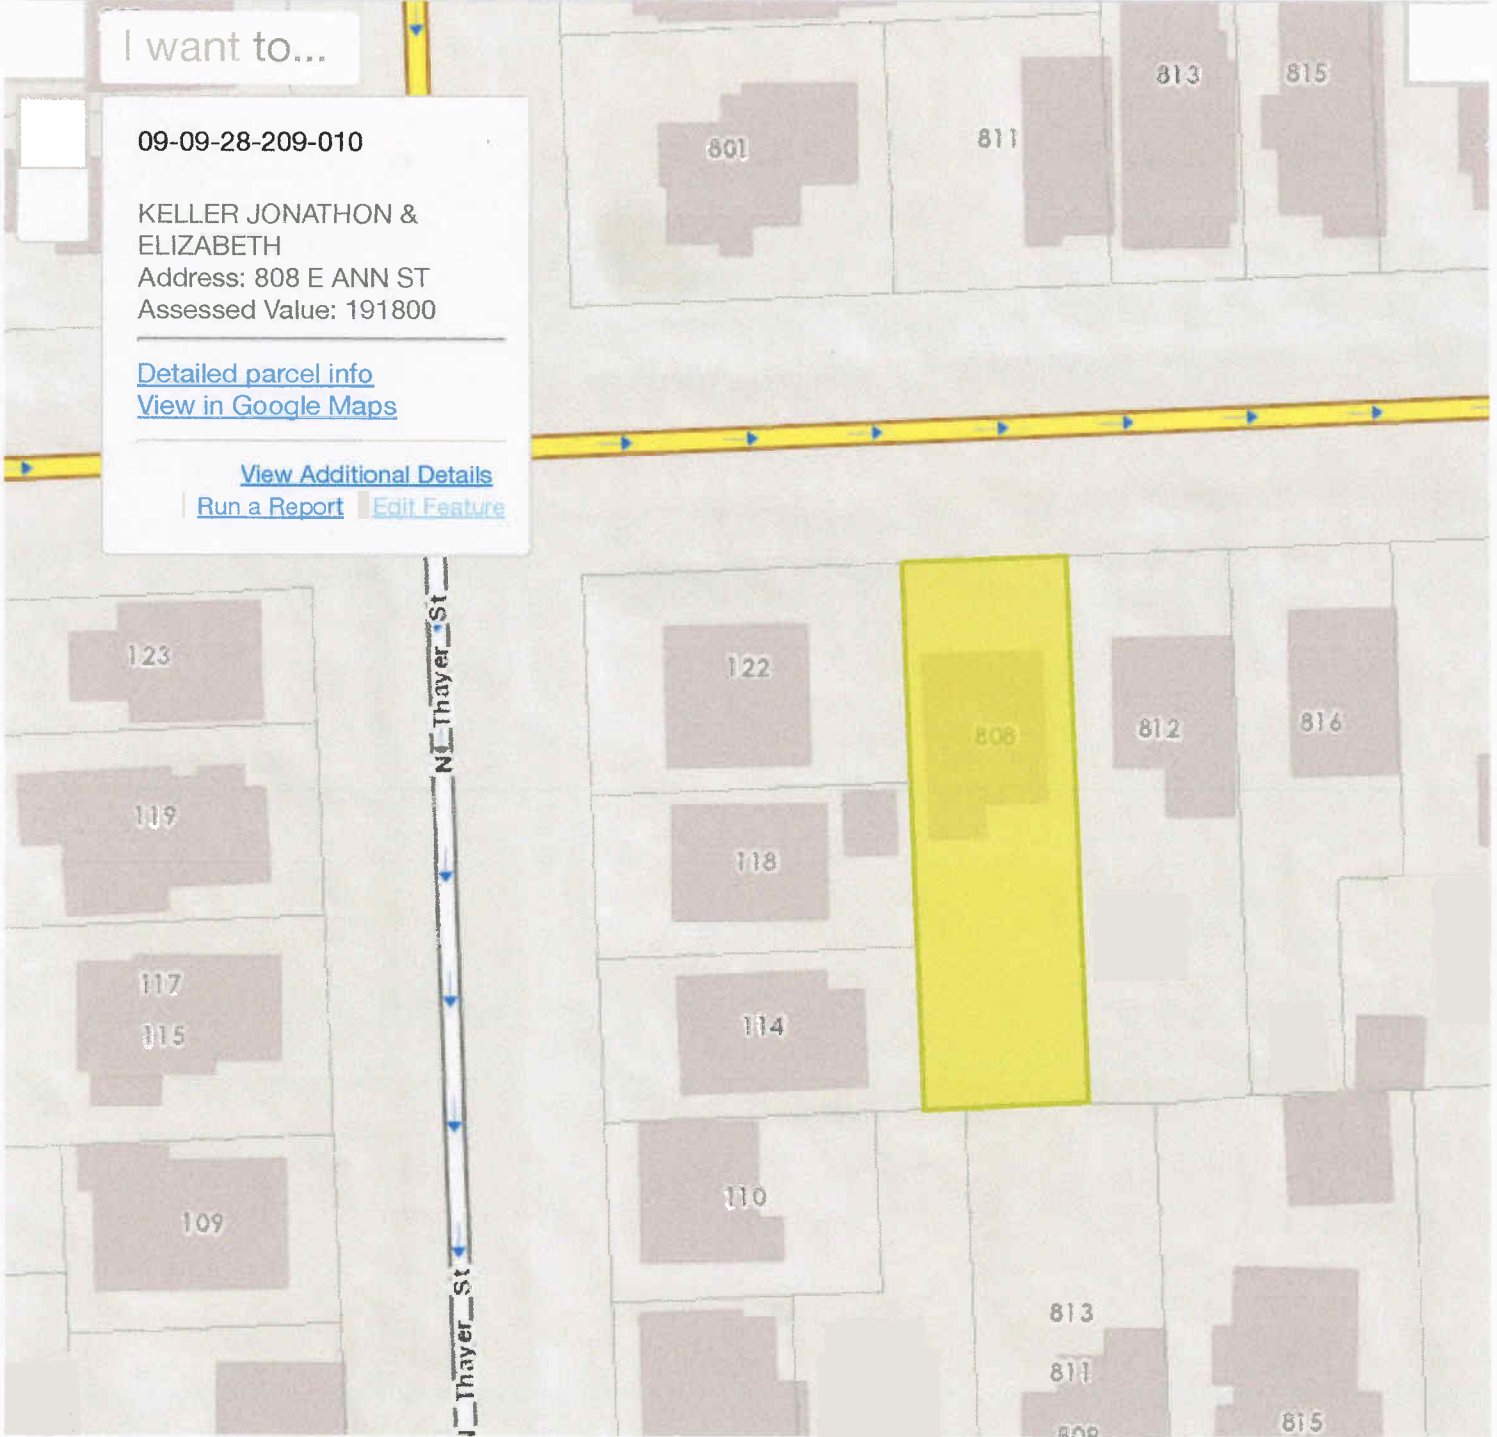 I want to...
09-09-28-209-010
KELLER JONATHON &
ELIZABETH
Address: 808 E ANN ST
Assessed Value: 191800
Detailed parcel info
View in Google Maps
View Additional Details
Run a Report Edit Feature
801
811
813
815
N Thayer St
123
122
808
812
816
119
118
117
115
114
109
110
Thayer St
813
811
809
815